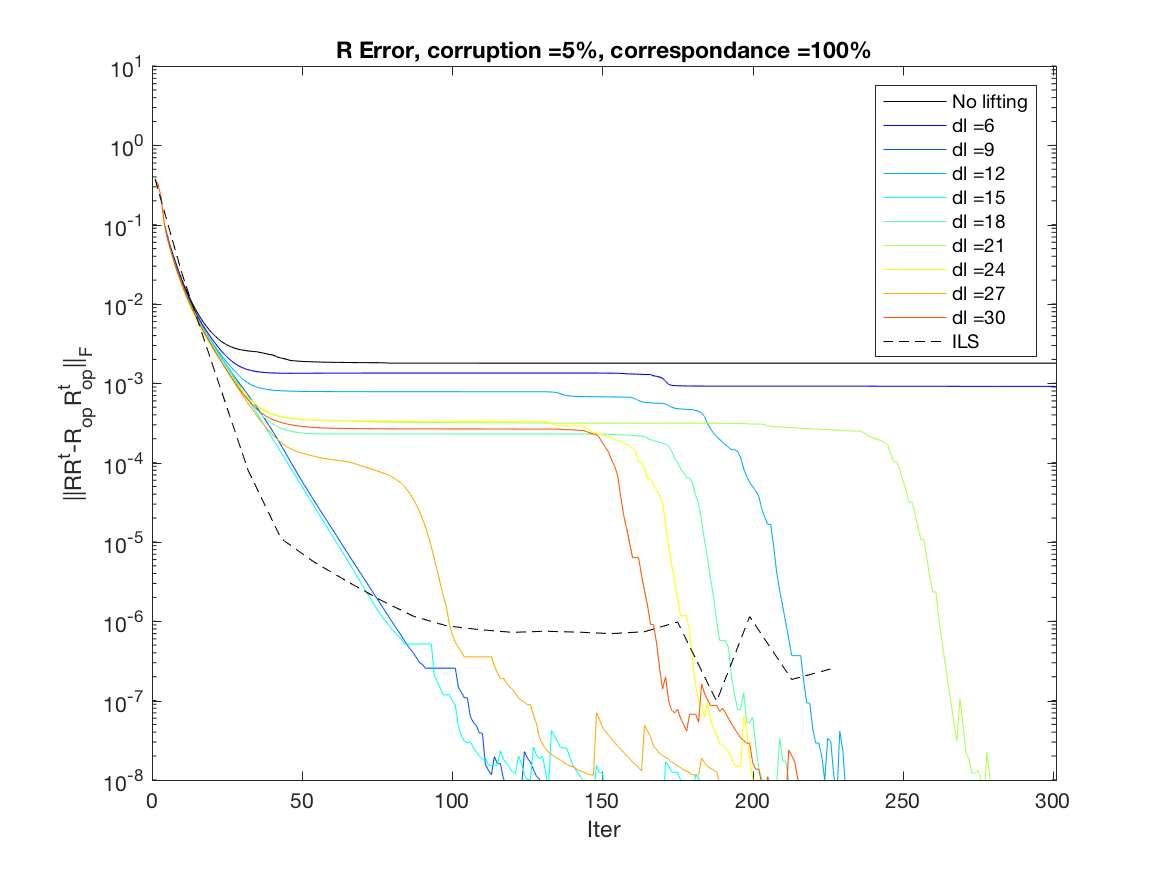 R Error, corruption =5%, correspondance =100%
10^1
10^0
10^-1
10^-2
10^-3
10^-4
10^-5
10^-6
10^-7
10^-8
||RR^t-R_op R^t_op||_F
No lifting
dl =6
dl =9
dl =12
dl =15
dl =18
dl =21
dl =24
dl =27
dl =30
ILS
0 50 100 150 200 250 300
Iter